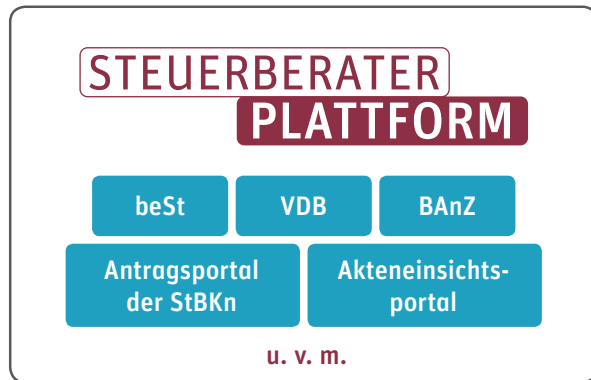 STEUERBERATER
PLATTFORM
beSt VDB BAnZ
Antragsportal
der StBKn
Akteneinsichts-
portal
u. v. m.